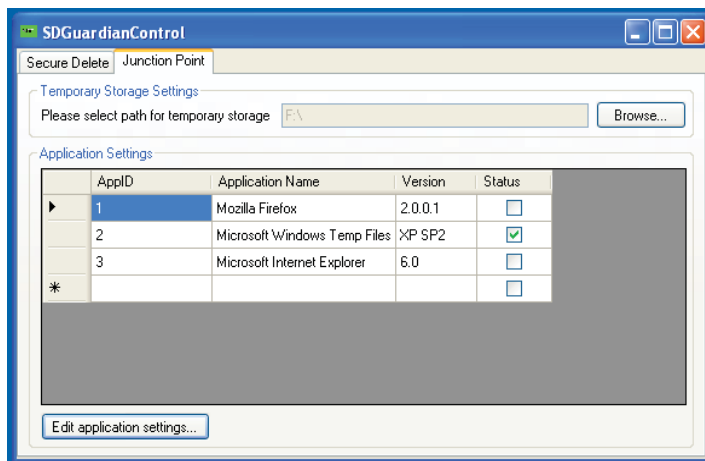 SDGuardianControl
Secure Delete Junction Point
Temporary Storage Settings
Please select path for temporary storage F:\ Browse...
Application Settings
AppID Application Name Version Status
1 Mozilla Firefox 2.0.0.1
2 Microsoft Windows Temp Files XP SP2
3 Microsoft Internet Explorer 6.0
Edit application settings...